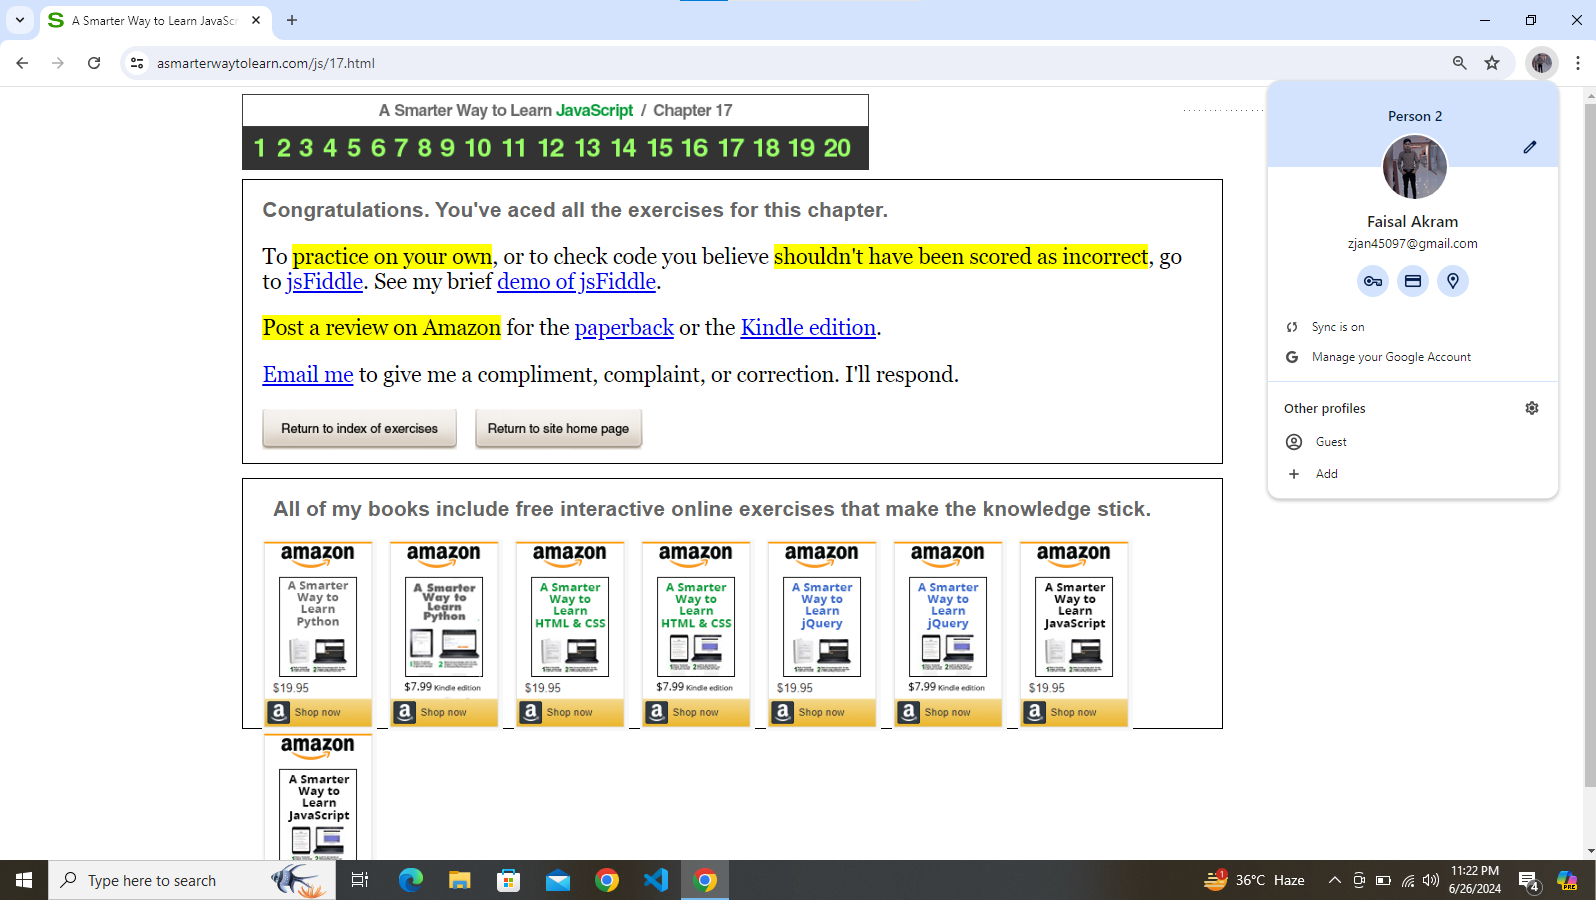 A Smarter Way to Learn JavaScr
asmarterwaytolearn.com/js/17.html
A Smarter Way to Learn JavaScript / Chapter 17
1 2 3 4 5 6 7 8 9 10 11 12 13 14 15 16 17 18 19 20
Congratulations. You've aced all the exercises for this chapter.
To practice on your own, or to check code you believe shouldn't have been scored as incorrect, go
to jsFiddle. See my brief demo of jsFiddle.
Post a review on Amazon for the paperback or the Kindle edition.
Email me to give me a compliment, complaint, or correction. I'll respond.
Return to index of exercises Return to site home page
Person 2
Faisal Akram
zjan45097@gmail.com
Sync is on
Manage your Google Account
Other profiles
Guest
Add
All of my books include free interactive online exercises that make the knowledge stick.
amazon
A Smarter
Way to
Learn
Python
$19.95
Shop now
amazon
A Smarter
Way to
Learn
Python
$7.99 Kindle edition
Shop now
amazon
A Smarter
Way to
Learn
HTML & CSS
$19.95
Shop now
amazon
A Smarter
Way to
Learn
HTML & CSS
$7.99 Kindle edition
Shop now
amazon
A Smarter
Way to
Learn
jQuery
$19.95
Shop now
amazon
A Smarter
Way to
Learn
jQuery
$7.99 Kindle edition
Shop now
amazon
A Smarter
Way to
Learn
JavaScript
$19.95
Shop now
amazon
A Smarter
Way to
Learn
JavaScript
Type here to search
1
36°C Haze
11:22 PM
6/26/2024
4
PRE